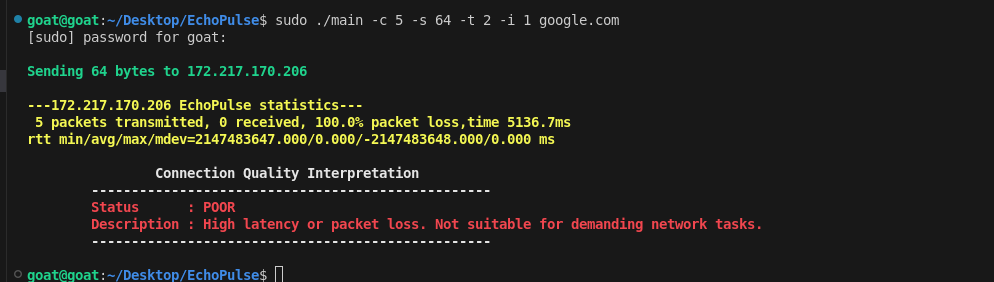 goat@goat:~/Desktop/EchoPulse$ sudo ./main -c 5 -s 64 -t 2 -i 1 google.com
[sudo] password for goat:
Sending 64 bytes to 172.217.170.206
---172.217.170.206 EchoPulse statistics---
5 packets transmitted, 0 received, 100.0% packet loss,time 5136.7ms
rtt min/avg/max/mdev=2147483647.000/0.000/-2147483648.000/0.000 ms
Connection Quality Interpretation
--------------------------------------------------
Status      : POOR
Description : High latency or packet loss. Not suitable for demanding network tasks.
--------------------------------------------------
goat@goat:~/Desktop/EchoPulse$